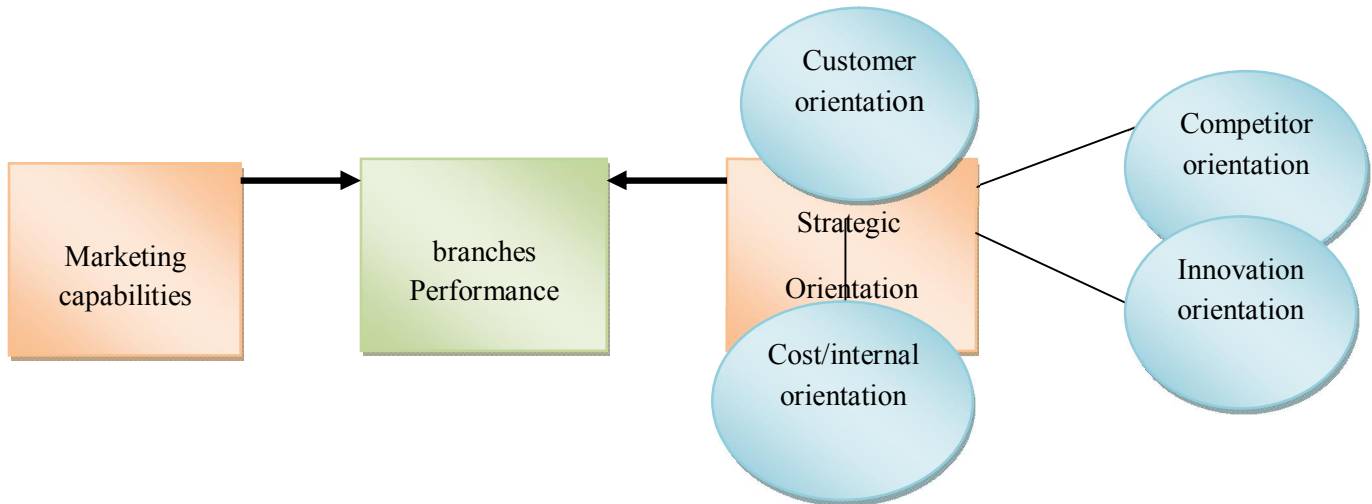 Marketing
capabilities
branches
Performance
Customer
orientation
Strategic
Orientation
Cost/internal
orientation
Competitor
orientation
Innovation
orientation